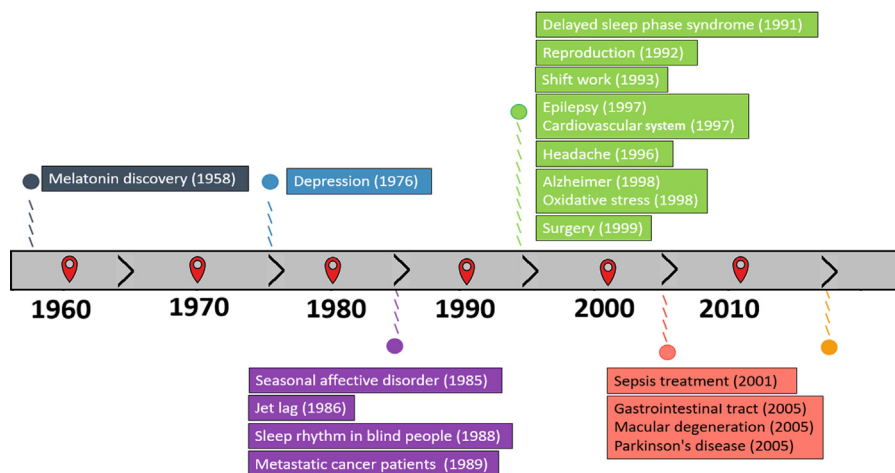 Delayed sleep phase syndrome (1991)
Reproduction (1992)
Shift work (1993)
Epilepsy (1997)
Cardiovascular system (1997)
Headache (1996)
Alzheimer (1998)
Oxidative stress (1998)
Surgery (1999)
Melatonin discovery (1958)
Depression (1976)
1960
1970
1980
1990
2000
2010
Seasonal affective disorder (1985)
Jet lag (1986)
Sleep rhythm in blind people (1988)
Metastatic cancer patients (1989)
Sepsis treatment (2001)
Gastrointestinal tract (2005)
Macular degeneration (2005)
Parkinson's disease (2005)